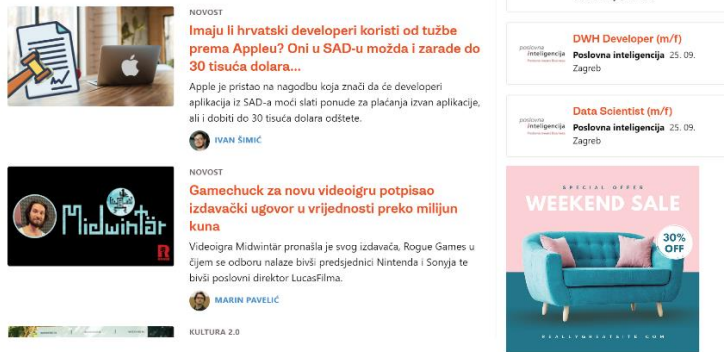 NOVOST
Imaju li hrvatski developeri koristi od tužbe
prema Appleu? Oni u SAD-u možda i zarade do
30 tisuća dolara...
Apple je pristao na nagodbu koja znači da će developeri
aplikacija iz SAD-a moći slati ponude za plaćanja izvan aplikacije,
ali i dobiti do 30 tisuća dolara odštete.
IVAN ŠIMIĆ
NOVOST
Gamechuck za novu videoigru potpisao
izdavački ugovor u vrijednosti preko milijun
kuna
Midwintär
R
Videoigra Midwintär pronašla je svog izdavača, Rogue Games u
čijem se odboru nalaze bivši predsjednici Nintenda i Sonyja te
bivši poslovni direktor LucasFilma.
MARIN PAVELIĆ
KULTURA 2.0
poslovna
inteligencija
DWH Developer (m/f)
Poslovna inteligencija 25. 09.
Zagreb
poslovna
inteligencija
Data Scientist (m/f)
Poslovna inteligencija 25. 09.
Zagreb
SPECIAL OFFER
WEEKEND SALE
30%
OFF
REALLYGREATSITE.COM